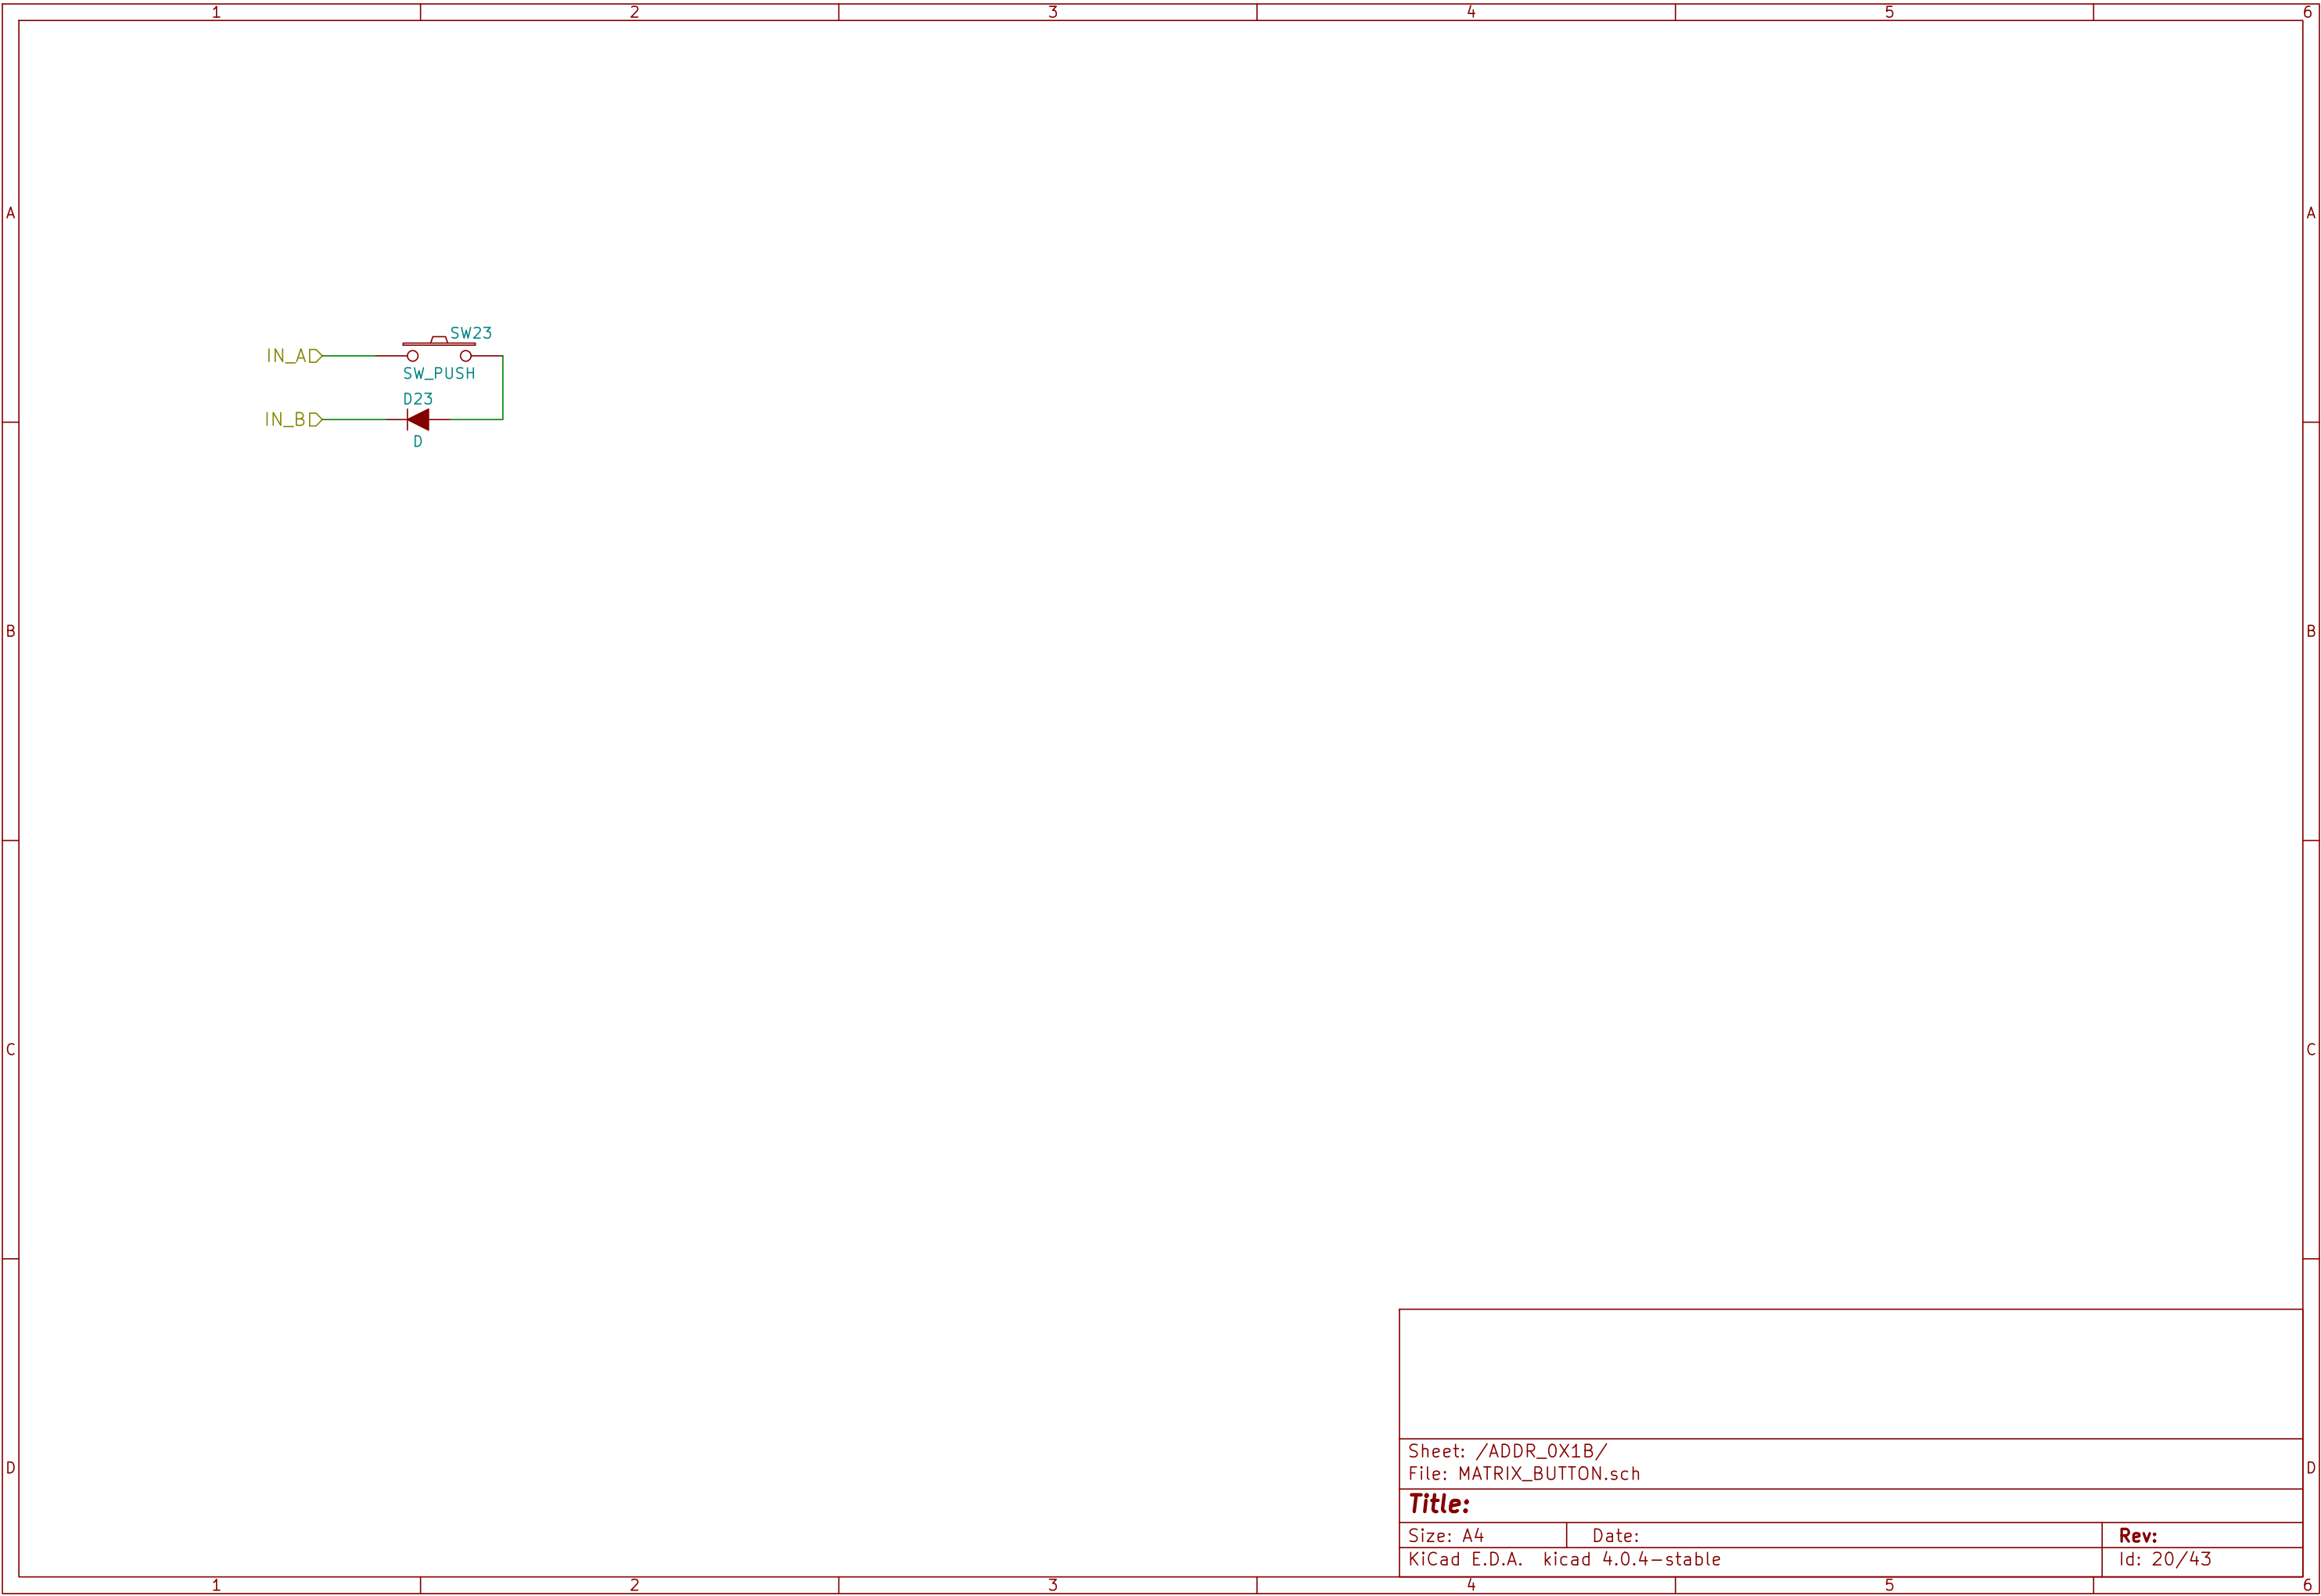 1 2 3 4 5 6
A A
SW23
IN_A
SW_PUSH
D23
IN_B
D
B B
C C
Sheet: /ADDR_0X1B/
D D
File: MATRIX_BUTTON.sch
Title:
Size: A4 Date: Rev:
KiCad E.D.A. kicad 4.0.4-stable Id: 20/43
1 2 3 4 5 6